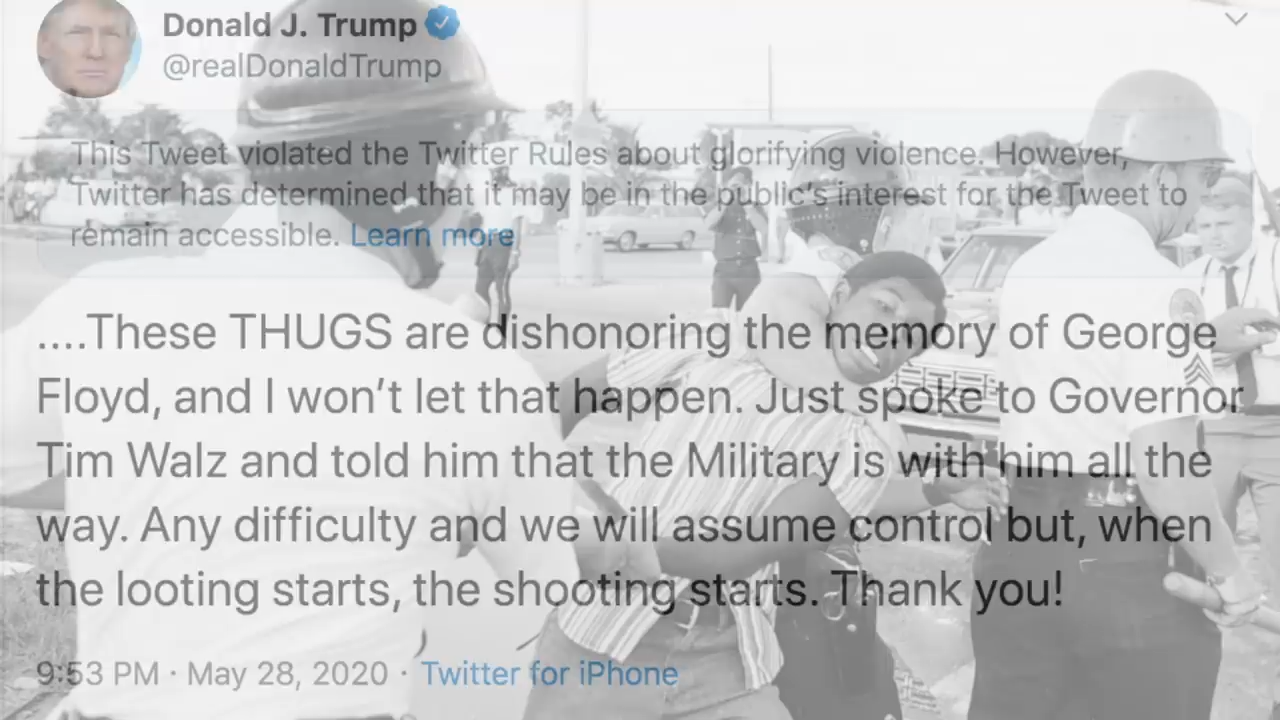 Donald J. Trump
@realDonaldTrump
This Tweet violated the Twitter Rules about glorifying violence. However,
Twitter has determined that it may be in the public's interest for the Tweet to
remain accessible. Learn more
....These THUGS are dishonoring the memory of George
Floyd, and I won't let that happen. Just spoke to Governor
Tim Walz and told him that the Military is with him all the
way. Any difficulty and we will assume control but, when
the looting starts, the shooting starts. Thank you!
9:53 PM · May 28, 2020 · Twitter for iPhone